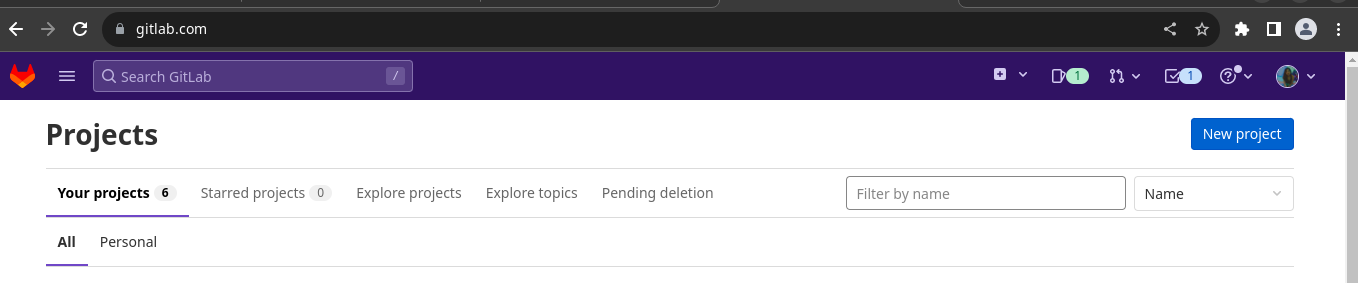 gitlab.com
Search GitLab /
1
1
Projects
New project
Your projects 6 Starred projects 0 Explore projects Explore topics Pending deletion Filter by name Name
All Personal